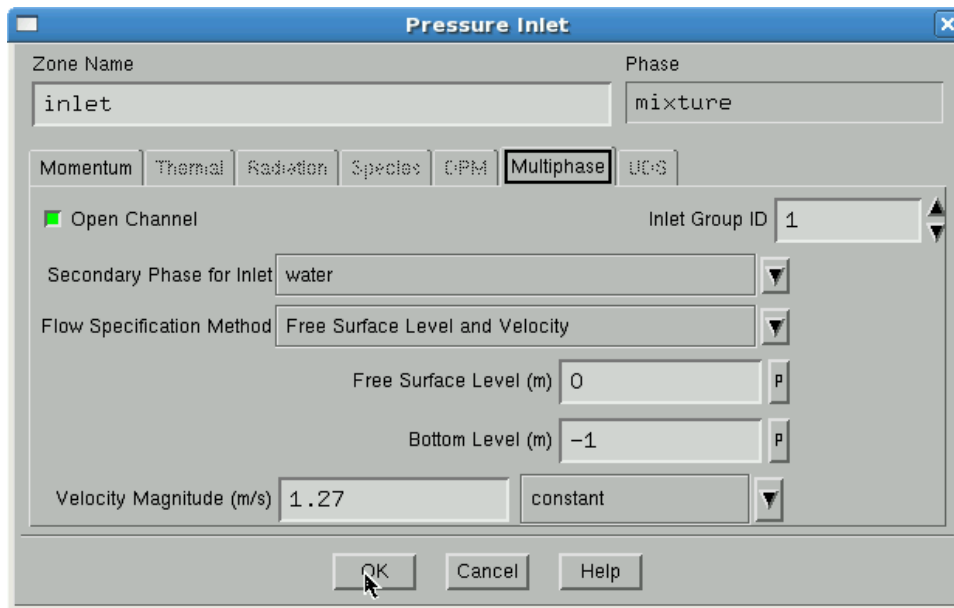 Pressure Inlet
Zone Name Phase
inlet mixture
Momentum Thermal Radiation Species DPM Multiphase UDS
Open Channel Inlet Group ID 1
Secondary Phase for Inlet water
Flow Specification Method Free Surface Level and Velocity
Free Surface Level (m) 0 P
Bottom Level (m) -1 P
Velocity Magnitude (m/s) 1.27 constant
OK Cancel Help